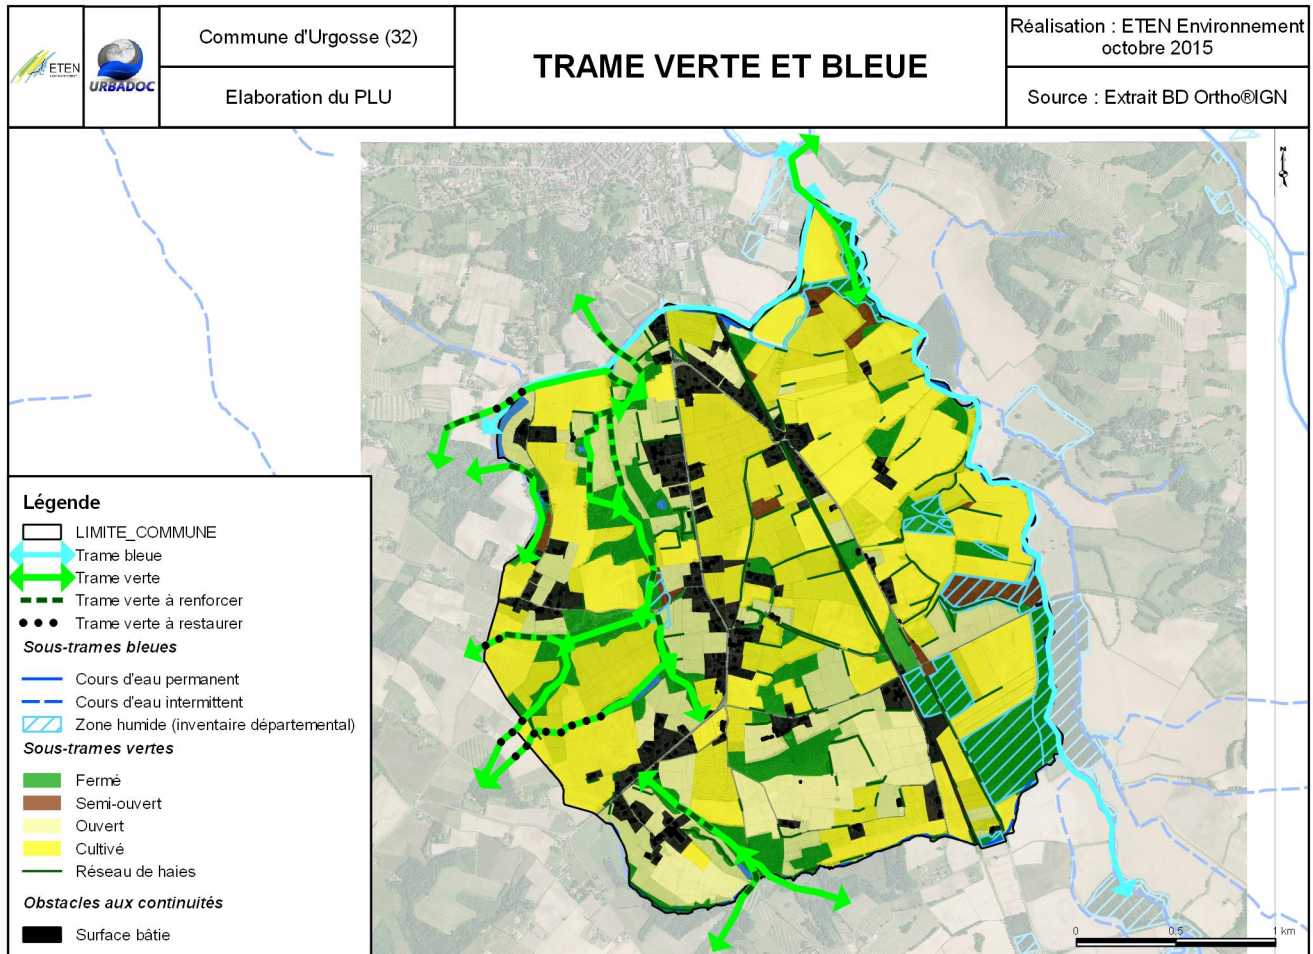 ETEN
URBADOC
Commune d'Urgosse (32)
Elaboration du PLU
TRAME VERTE ET BLEUE
Réalisation : ETEN Environnement
octobre 2015
Source : Extrait BD Ortho®IGN
N
Légende
LIMITE_COMMUNE
Trame bleue
Trame verte
Trame verte à renforcer
Trame verte à restaurer
Sous-trames bleues
Cours d'eau permanent
Cours d'eau intermittent
Zone humide (inventaire départemental)
Sous-trames vertes
Fermé
Semi-ouvert
Ouvert
Cultivé
Réseau de haies
Obstacles aux continuités
Surface bâtie
0 0.5 1 km